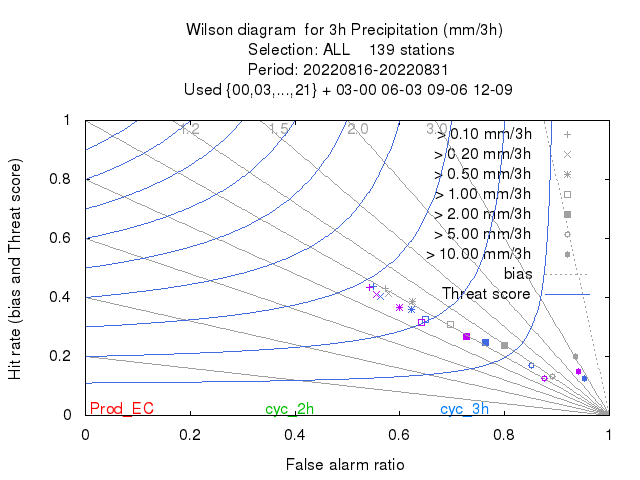 Wilson diagram for 3h Precipitation (mm/3h)
Selection: ALL 139 stations
Period: 20220816-20220831
Used {00,03,...,21} + 03-00 06-03 09-06 12-09
Hit rate (bias and Threat score)
1
0.8
0.6
0.4
0.2
0
1.2
1.5
2.0
3.0
> 0.10 mm/3h
> 0.20 mm/3h
> 0.50 mm/3h
> 1.00 mm/3h
> 2.00 mm/3h
> 5.00 mm/3h
> 10.00 mm/3h
bias
Threat score
Prod_EC
cyc_2h
cyc_3h
0
0.2
0.4
0.6
0.8
1
False alarm ratio